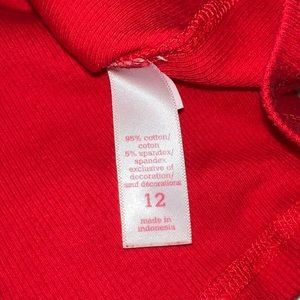 95% cotton/
coton
5% spandex/
spandex
exclusive of
decoration/
sauf décorations
12
made in
indonesia